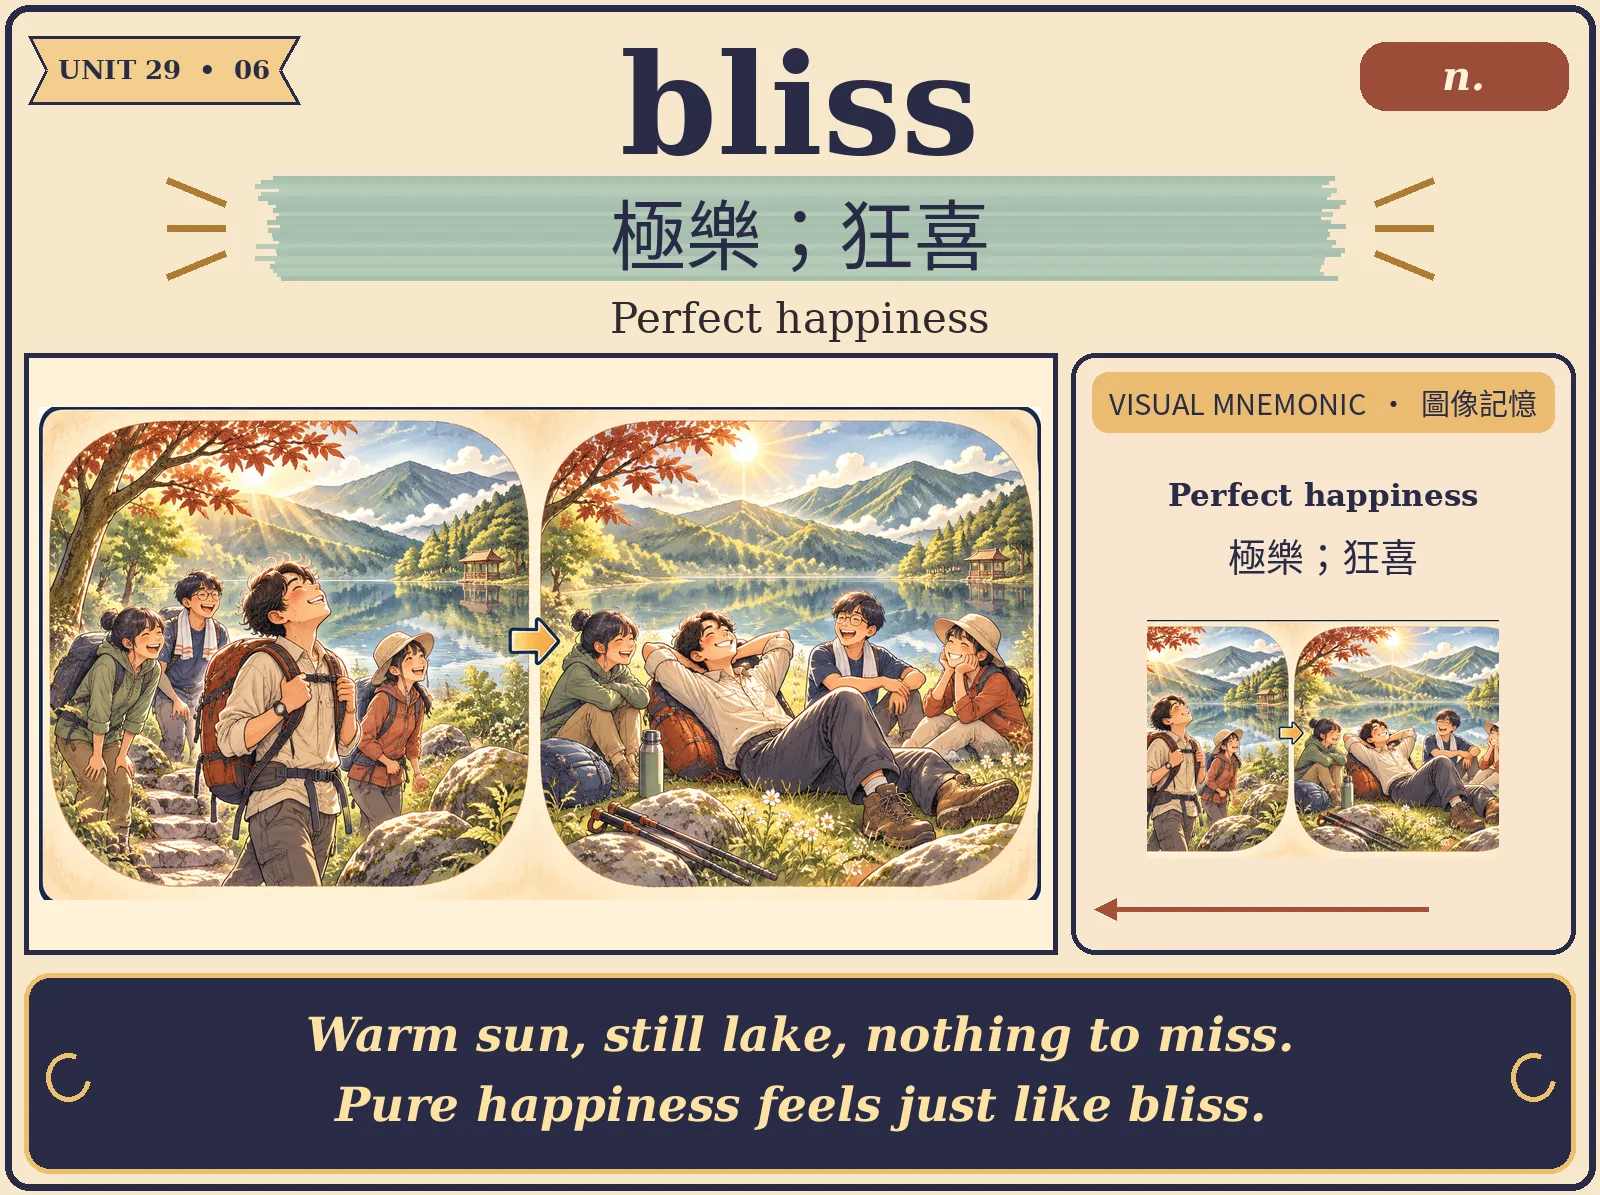 UNIT 29 • 06
bliss
n.
極樂；狂喜
Perfect happiness
VISUAL MNEMONIC • 圖像記憶
Perfect happiness
極樂；狂喜
Warm sun, still lake, nothing to miss.
Pure happiness feels just like bliss.